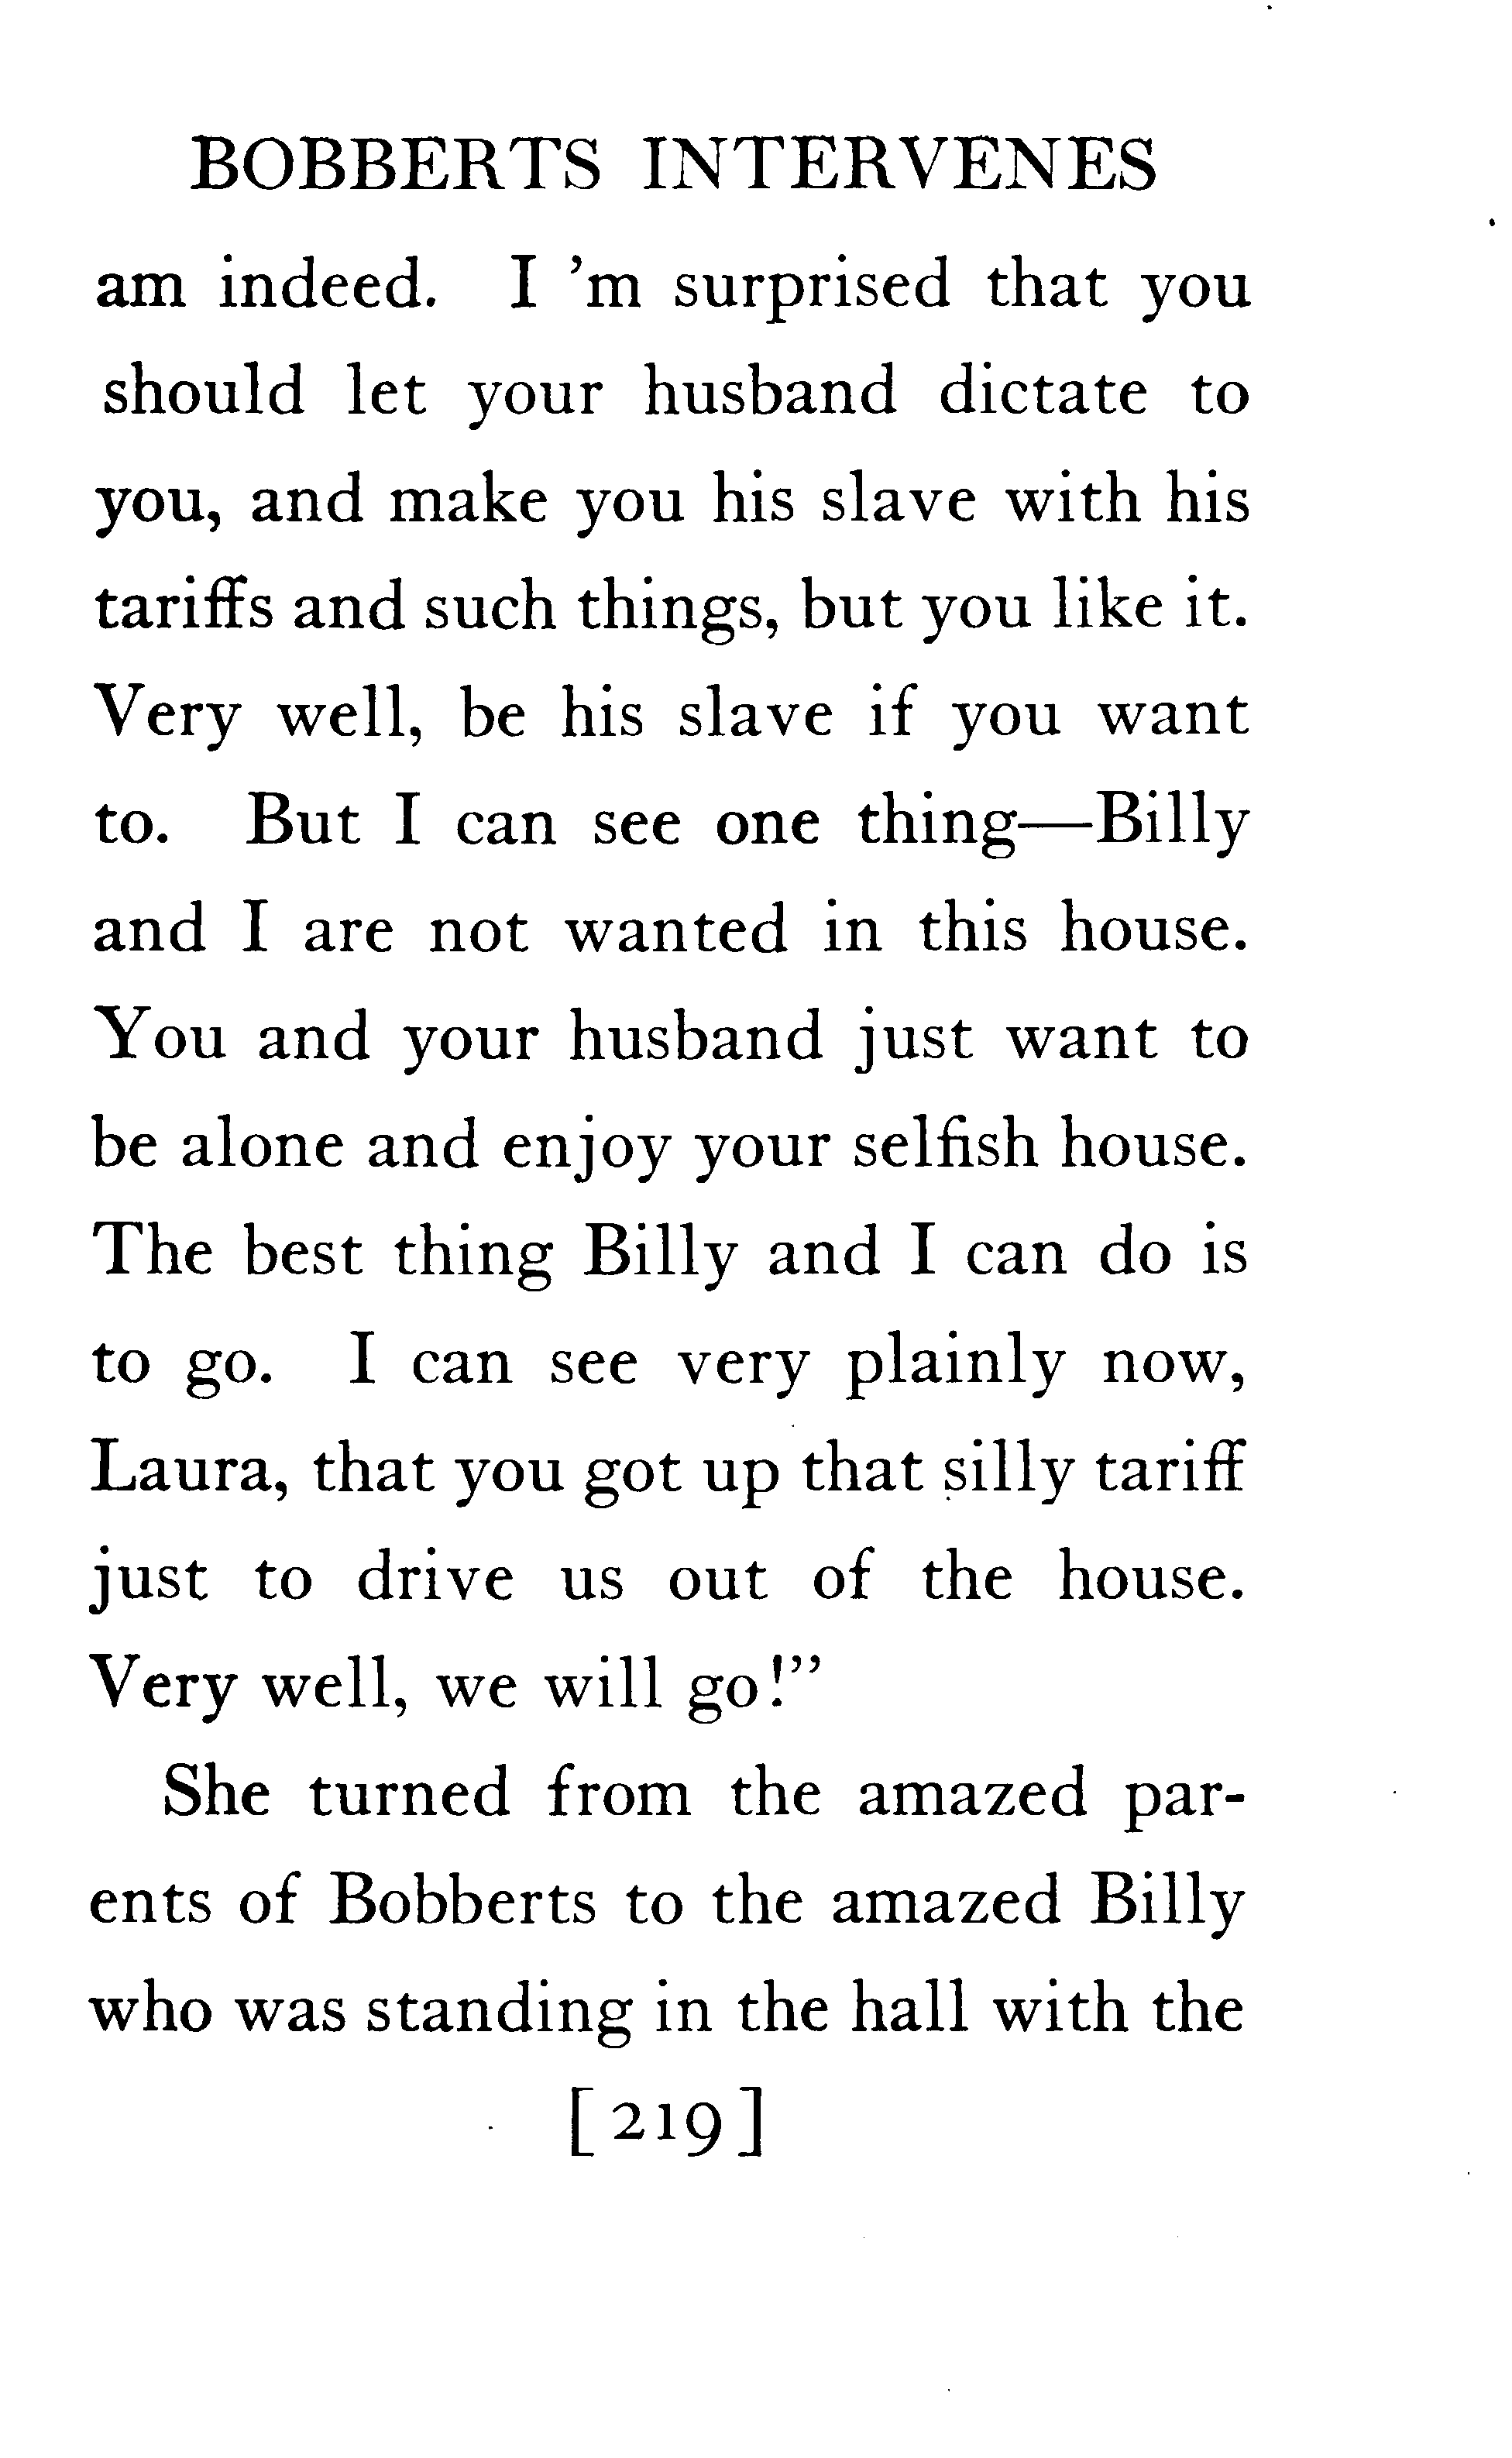 BOBBERTS INTERVENES
am indeed. I 'm surprised that you
should let your husband dictate to
you, and make you his slave with his
tariffs and such things, but you like it.
Very well, be his slave if you want
to. But I can see one thing—Billy
and I are not wanted in this house.
You and your husband just want to
be alone and enjoy your selfish house.
The best thing Billy and I can do is
to go. I can see very plainly now,
Laura, that you got up that silly tariff
just to drive us out of the house.
Very well, we will go!”
She turned from the amazed par-
ents of Bobberts to the amazed Billy
who was standing in the hall with the
[219]